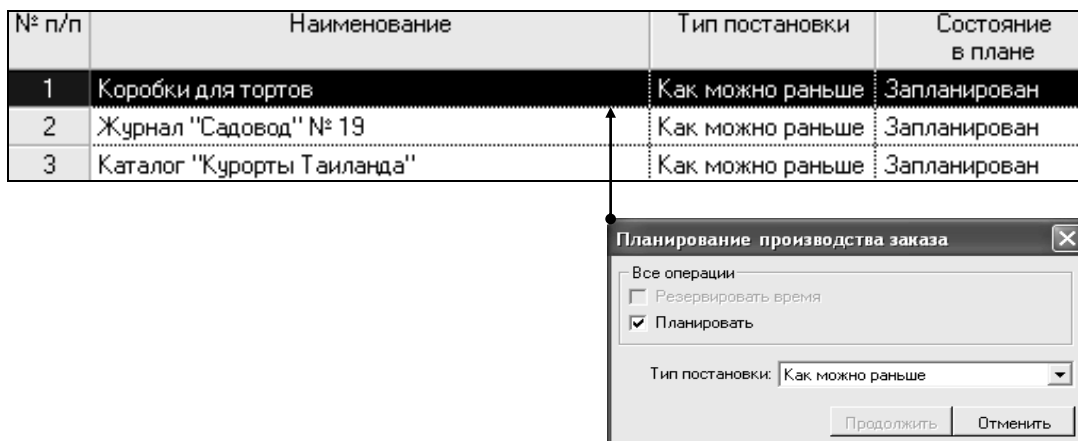 № п/п Наименование Тип постановки Состояние
в плане
1 Коробки для тортов Как можно раньше Запланирован
2 Журнал "Садовод" № 19 Как можно раньше Запланирован
3 Каталог "Курорты Таиланда" Как можно раньше Запланирован
Планирование производства заказа
Все операции
Резервировать время
Планировать
Тип постановки: Как можно раньше
Продолжить Отменить